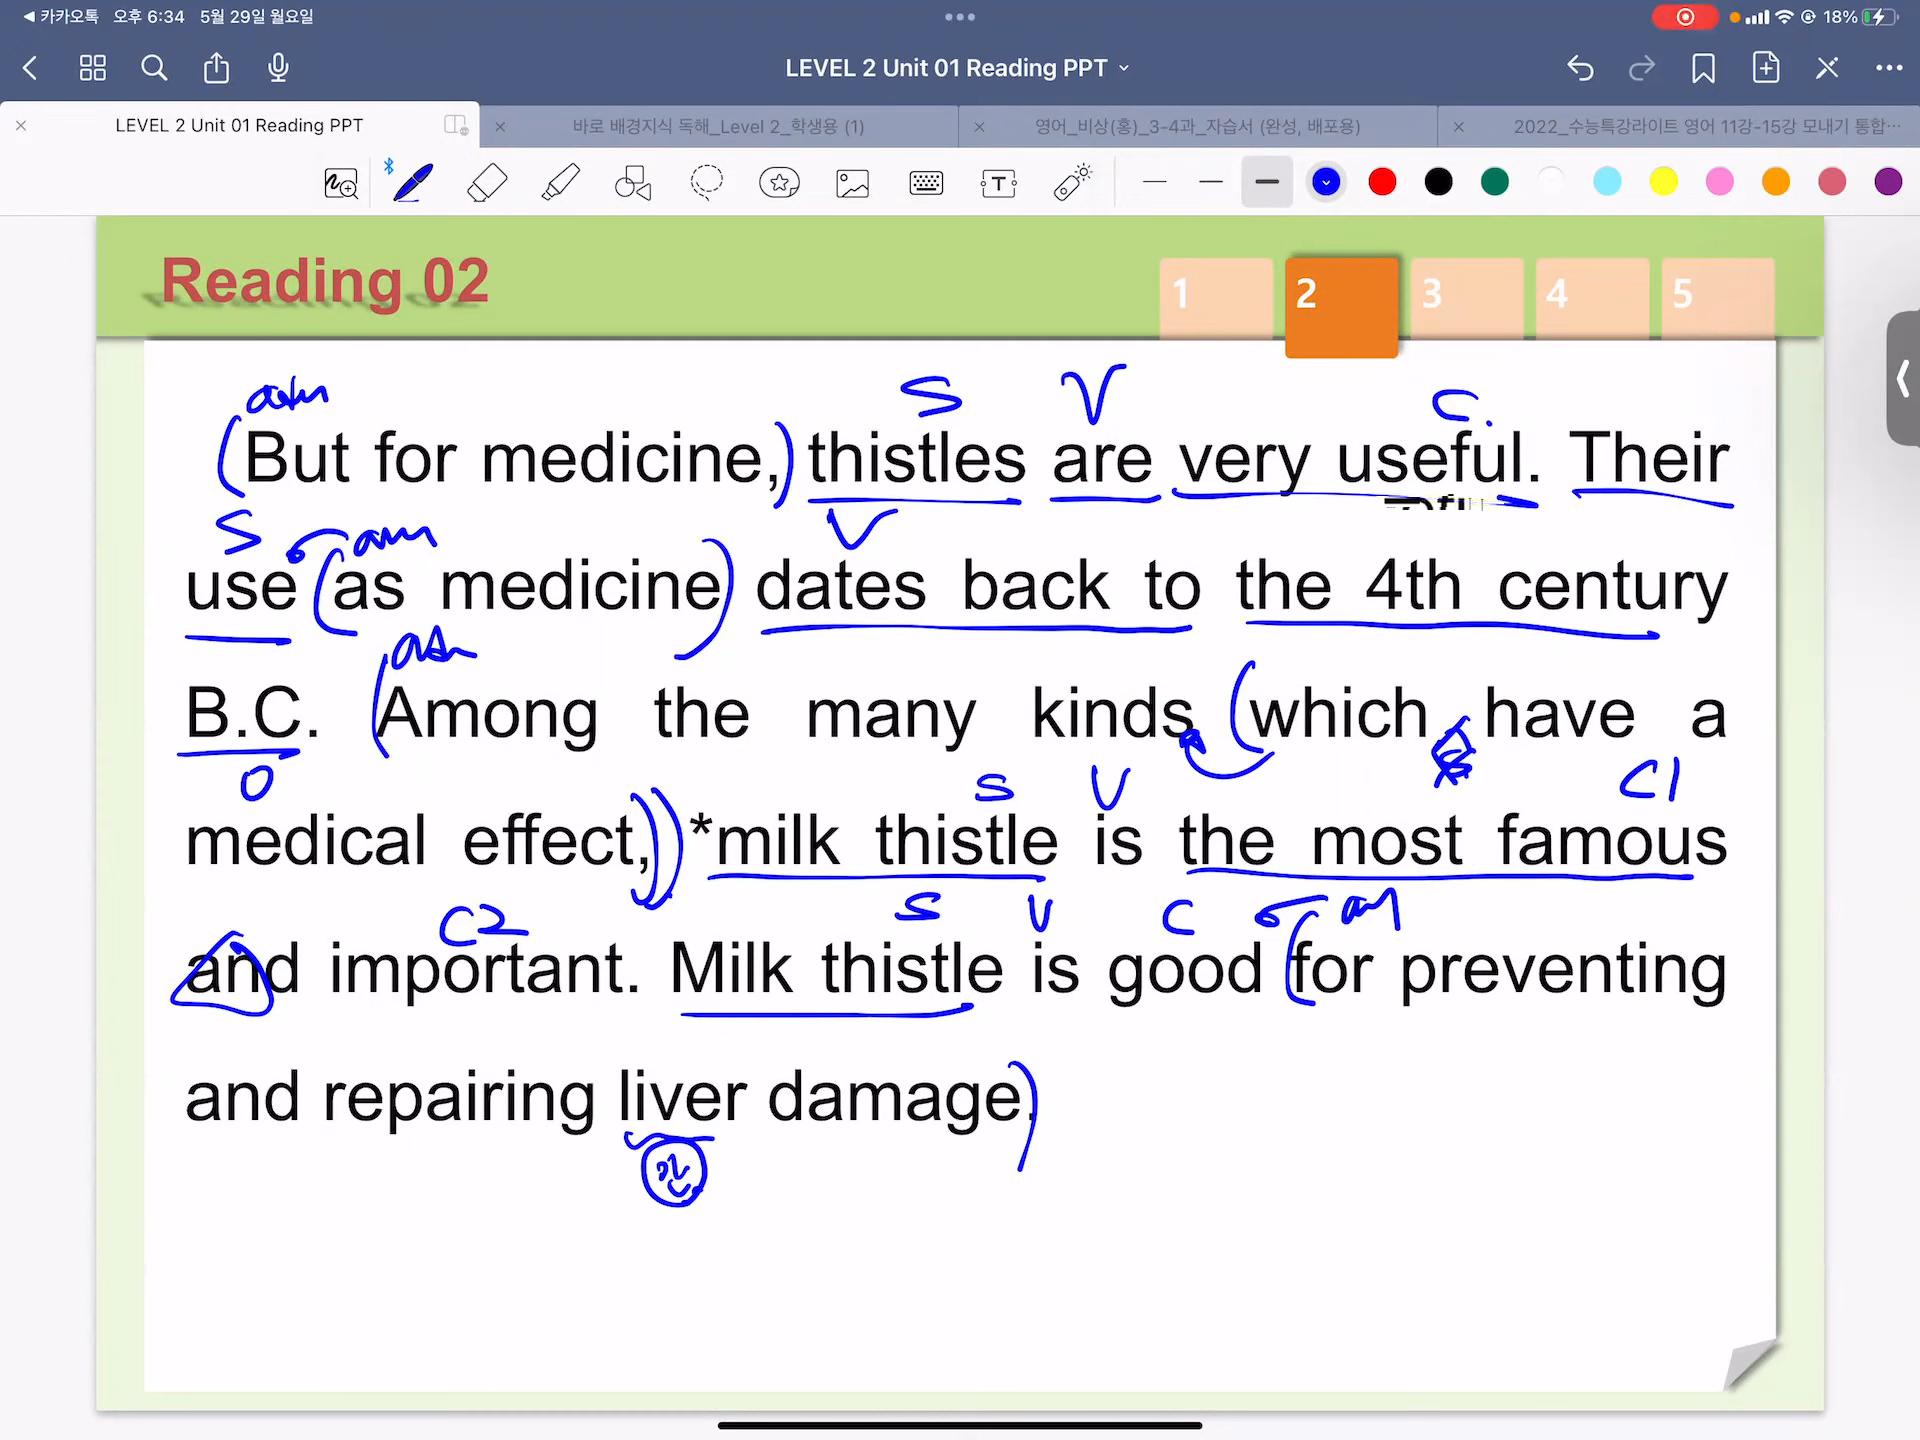 카카오톡 오후 6:34 5월 29일 월요일
18%
LEVEL 2 Unit 01 Reading PPT
LEVEL 2 Unit 01 Reading PPT
바로 배경지식 독해_Level 2_학생용 (1)
영어_비상(홍)_3-4과_자습서 (완성, 배포용)
2022_수능특강라이트 영어 11강-15강 모내기 통합…
Reading 02
1 2 3 4 5
S V C
But for medicine, thistles are very useful. Their
S V
use as medicine dates back to the 4th century
B.C. Among the many kinds which have a
O S V C1
medical effect, *milk thistle is the most famous
C2 S V C
and important. Milk thistle is good for preventing
and repairing liver damage.
간